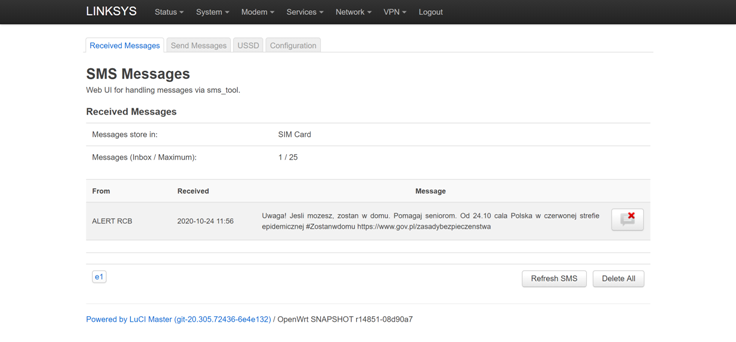 LINKSYS Status System Modem Services Network VPN Logout
Received Messages Send Messages USSD Configuration
SMS Messages
Web UI for handling messages via sms_tool.
Received Messages
Messages store in: SIM Card
Messages (Inbox / Maximum): 1 / 25
From Received Message
ALERT RCB 2020-10-24 11:56 Uwaga! Jesli mozesz, zostan w domu. Pomagaj seniorom. Od 24.10 cala Polska w czerwonej strefie
epidemicznej #Zostanwdomu https://www.gov.pl/zasadybezpieczenstwa
e1 Refresh SMS Delete All
Powered by LuCI Master (git-20.305.72436-6e4e132) / OpenWrt SNAPSHOT r14851-08d90a7